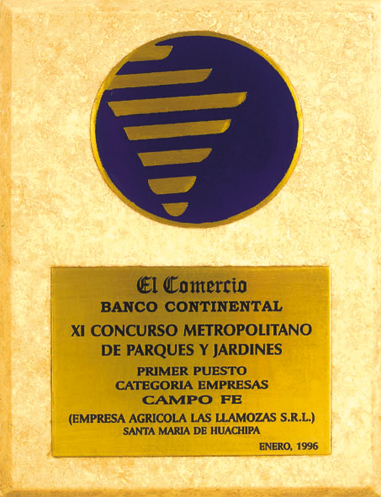 El Comercio
BANCO CONTINENTAL
XI CONCURSO METROPOLITANO
DE PARQUES Y JARDINES
PRIMER PUESTO
CATEGORIA EMPRESAS
CAMPO FE
(EMPRESA AGRICOLA LAS LLAMOZAS S.R.L.)
SANTA MARIA DE HUACHIPA
ENERO, 1996